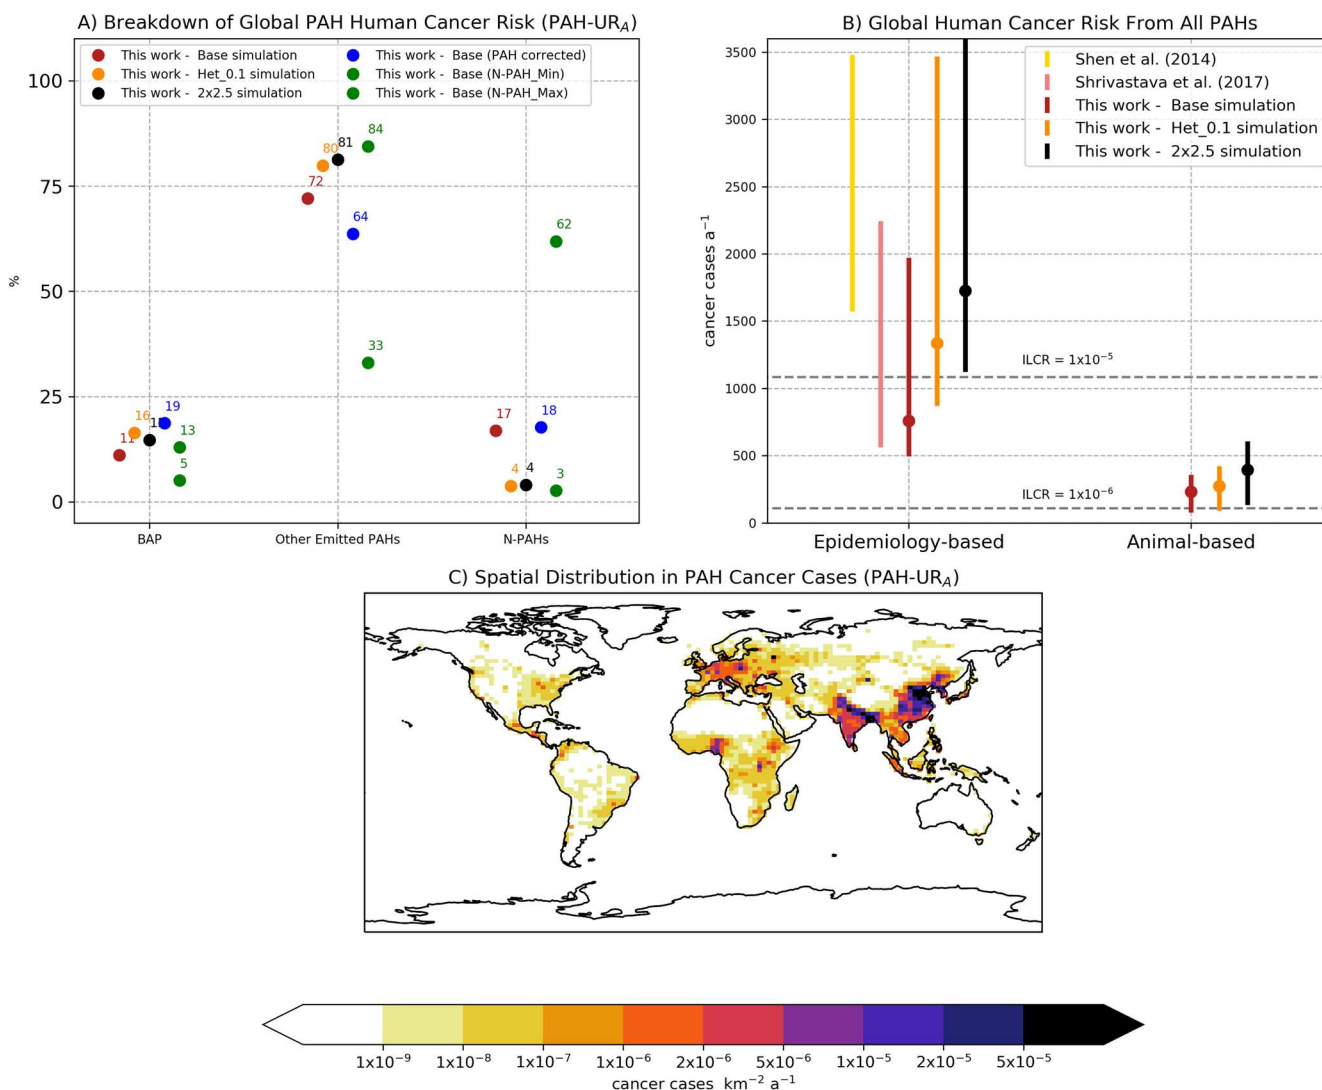 A) Breakdown of Global PAH Human Cancer Risk (PAH-UR_A)
This work - Base simulation
This work - Het_0.1 simulation
This work - 2x2.5 simulation
This work - Base (PAH corrected)
This work - Base (N-PAH_Min)
This work - Base (N-PAH_Max)
100
75
50
25
0
%
11
16
19
13
5
72
80
81
84
64
33
17
4
4
18
62
3
BAP
Other Emitted PAHs
N-PAHs
B) Global Human Cancer Risk From All PAHs
Shen et al. (2014)
Shrivastava et al. (2017)
This work - Base simulation
This work - Het_0.1 simulation
This work - 2x2.5 simulation
3500
3000
2500
2000
1500
1000
500
0
cancer cases a⁻¹
ILCR = 1x10⁻⁵
ILCR = 1x10⁻⁶
Epidemiology-based
Animal-based
C) Spatial Distribution in PAH Cancer Cases (PAH-UR_A)
1x10⁻⁹ 1x10⁻⁸ 1x10⁻⁷ 1x10⁻⁶ 2x10⁻⁶ 5x10⁻⁶ 1x10⁻⁵ 2x10⁻⁵ 5x10⁻⁵
cancer cases km⁻² a⁻¹